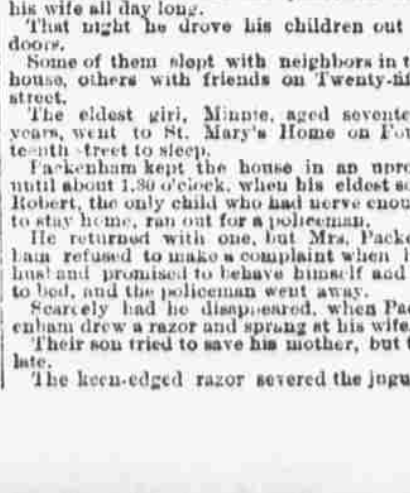 his wife all day long.
That night he drove his children out
doors.
Some of them slept with neighbors in t
house, others with friends on Twenty-fif
street.
The eldest girl, Minnie, aged sevente
years, went to St. Mary's Home on Fou
teenth street to sleep.
Packenham kept the house in an upro
until about 1.30 o'clock, when his eldest so
Robert, the only child who had nerve enou
to stay home, ran out for a policeman.
He returned with one, but Mrs. Packe
ham refused to make a complaint when h
husband promised to behave himself and
to bed, and the policeman went away.
Scarcely had he disappeared, when Pac
enham drew a razor and sprang at his wife
Their son tried to save his mother, but t
late.
The keen-edged razor severed the jugu